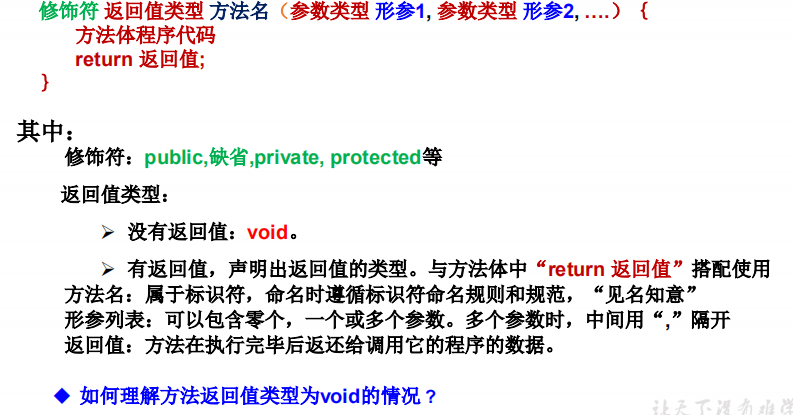 修饰符 返回值类型 方法名（参数类型 形参1, 参数类型 形参2, ….）｛
方法体程序代码
return 返回值;
｝
其中：
修饰符：public,缺省,private, protected等
返回值类型：
➢ 没有返回值：void。
➢ 有返回值，声明出返回值的类型。与方法体中“return 返回值”搭配使用
方法名：属于标识符，命名时遵循标识符命名规则和规范，“见名知意”
形参列表：可以包含零个，一个或多个参数。多个参数时，中间用“,”隔开
返回值：方法在执行完毕后返还给调用它的程序的数据。
◆ 如何理解方法返回值类型为void的情况？
让天下没有难学